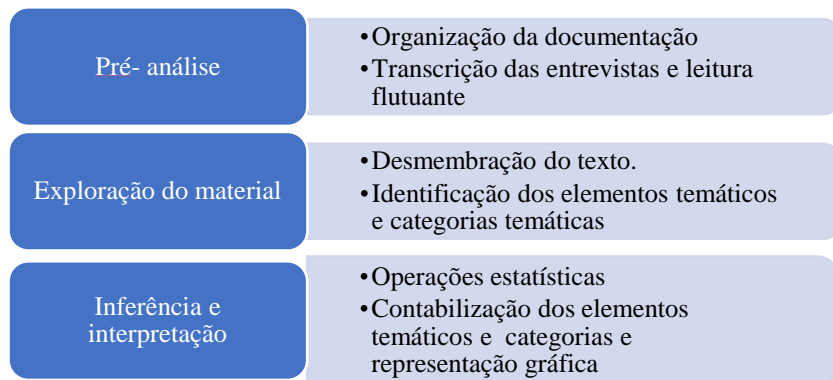 Pré- análise
•Organização da documentação
•Transcrição das entrevistas e leitura
flutuante
Exploração do material
•Desmembração do texto.
•Identificação dos elementos temáticos
e categorias temáticas
Inferência e
interpretação
•Operações estatísticas
•Contabilização dos elementos
temáticos e categorias e
representação gráfica